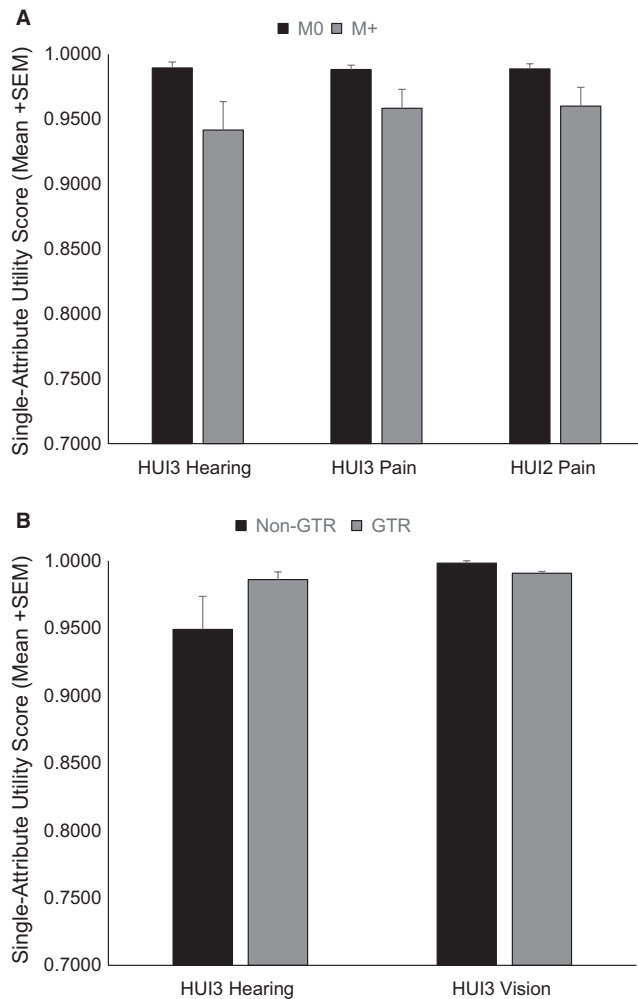 A
M0 M+
Single-Attribute Utility Score (Mean +SEM)
1.0000
0.9500
0.9000
0.8500
0.8000
0.7500
0.7000
HUI3 Hearing HUI3 Pain HUI2 Pain
B
Non-GTR GTR
Single-Attribute Utility Score (Mean +SEM)
1.0000
0.9500
0.9000
0.8500
0.8000
0.7500
0.7000
HUI3 Hearing HUI3 Vision